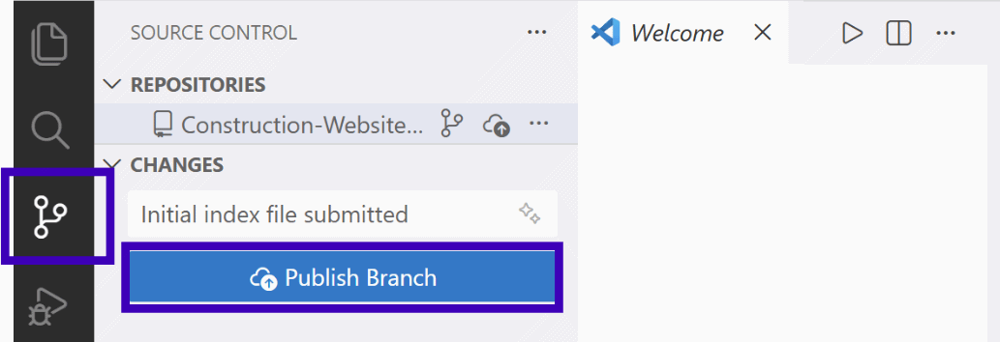 SOURCE CONTROL
Welcome
REPOSITORIES
Construction-Website...
CHANGES
Initial index file submitted
Publish Branch